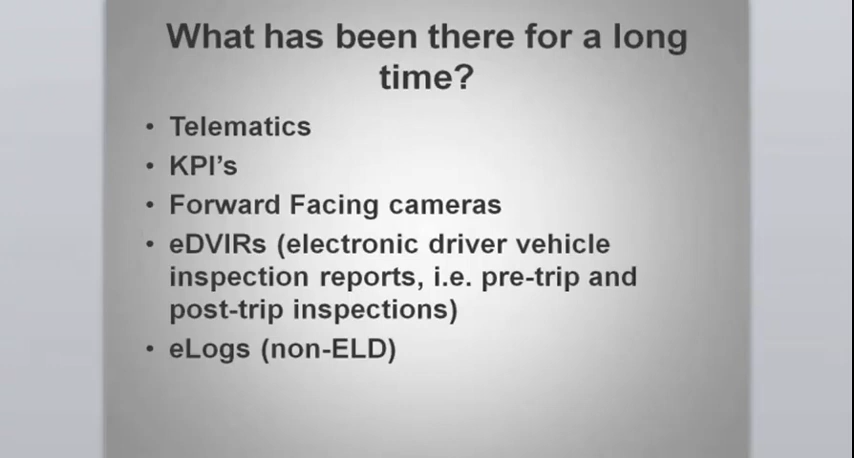 What has been there for a long
time?
• Telematics
• KPI’s
• Forward Facing cameras
• eDVIRs (electronic driver vehicle
inspection reports, i.e. pre-trip and
post-trip inspections)
• eLogs (non-ELD)